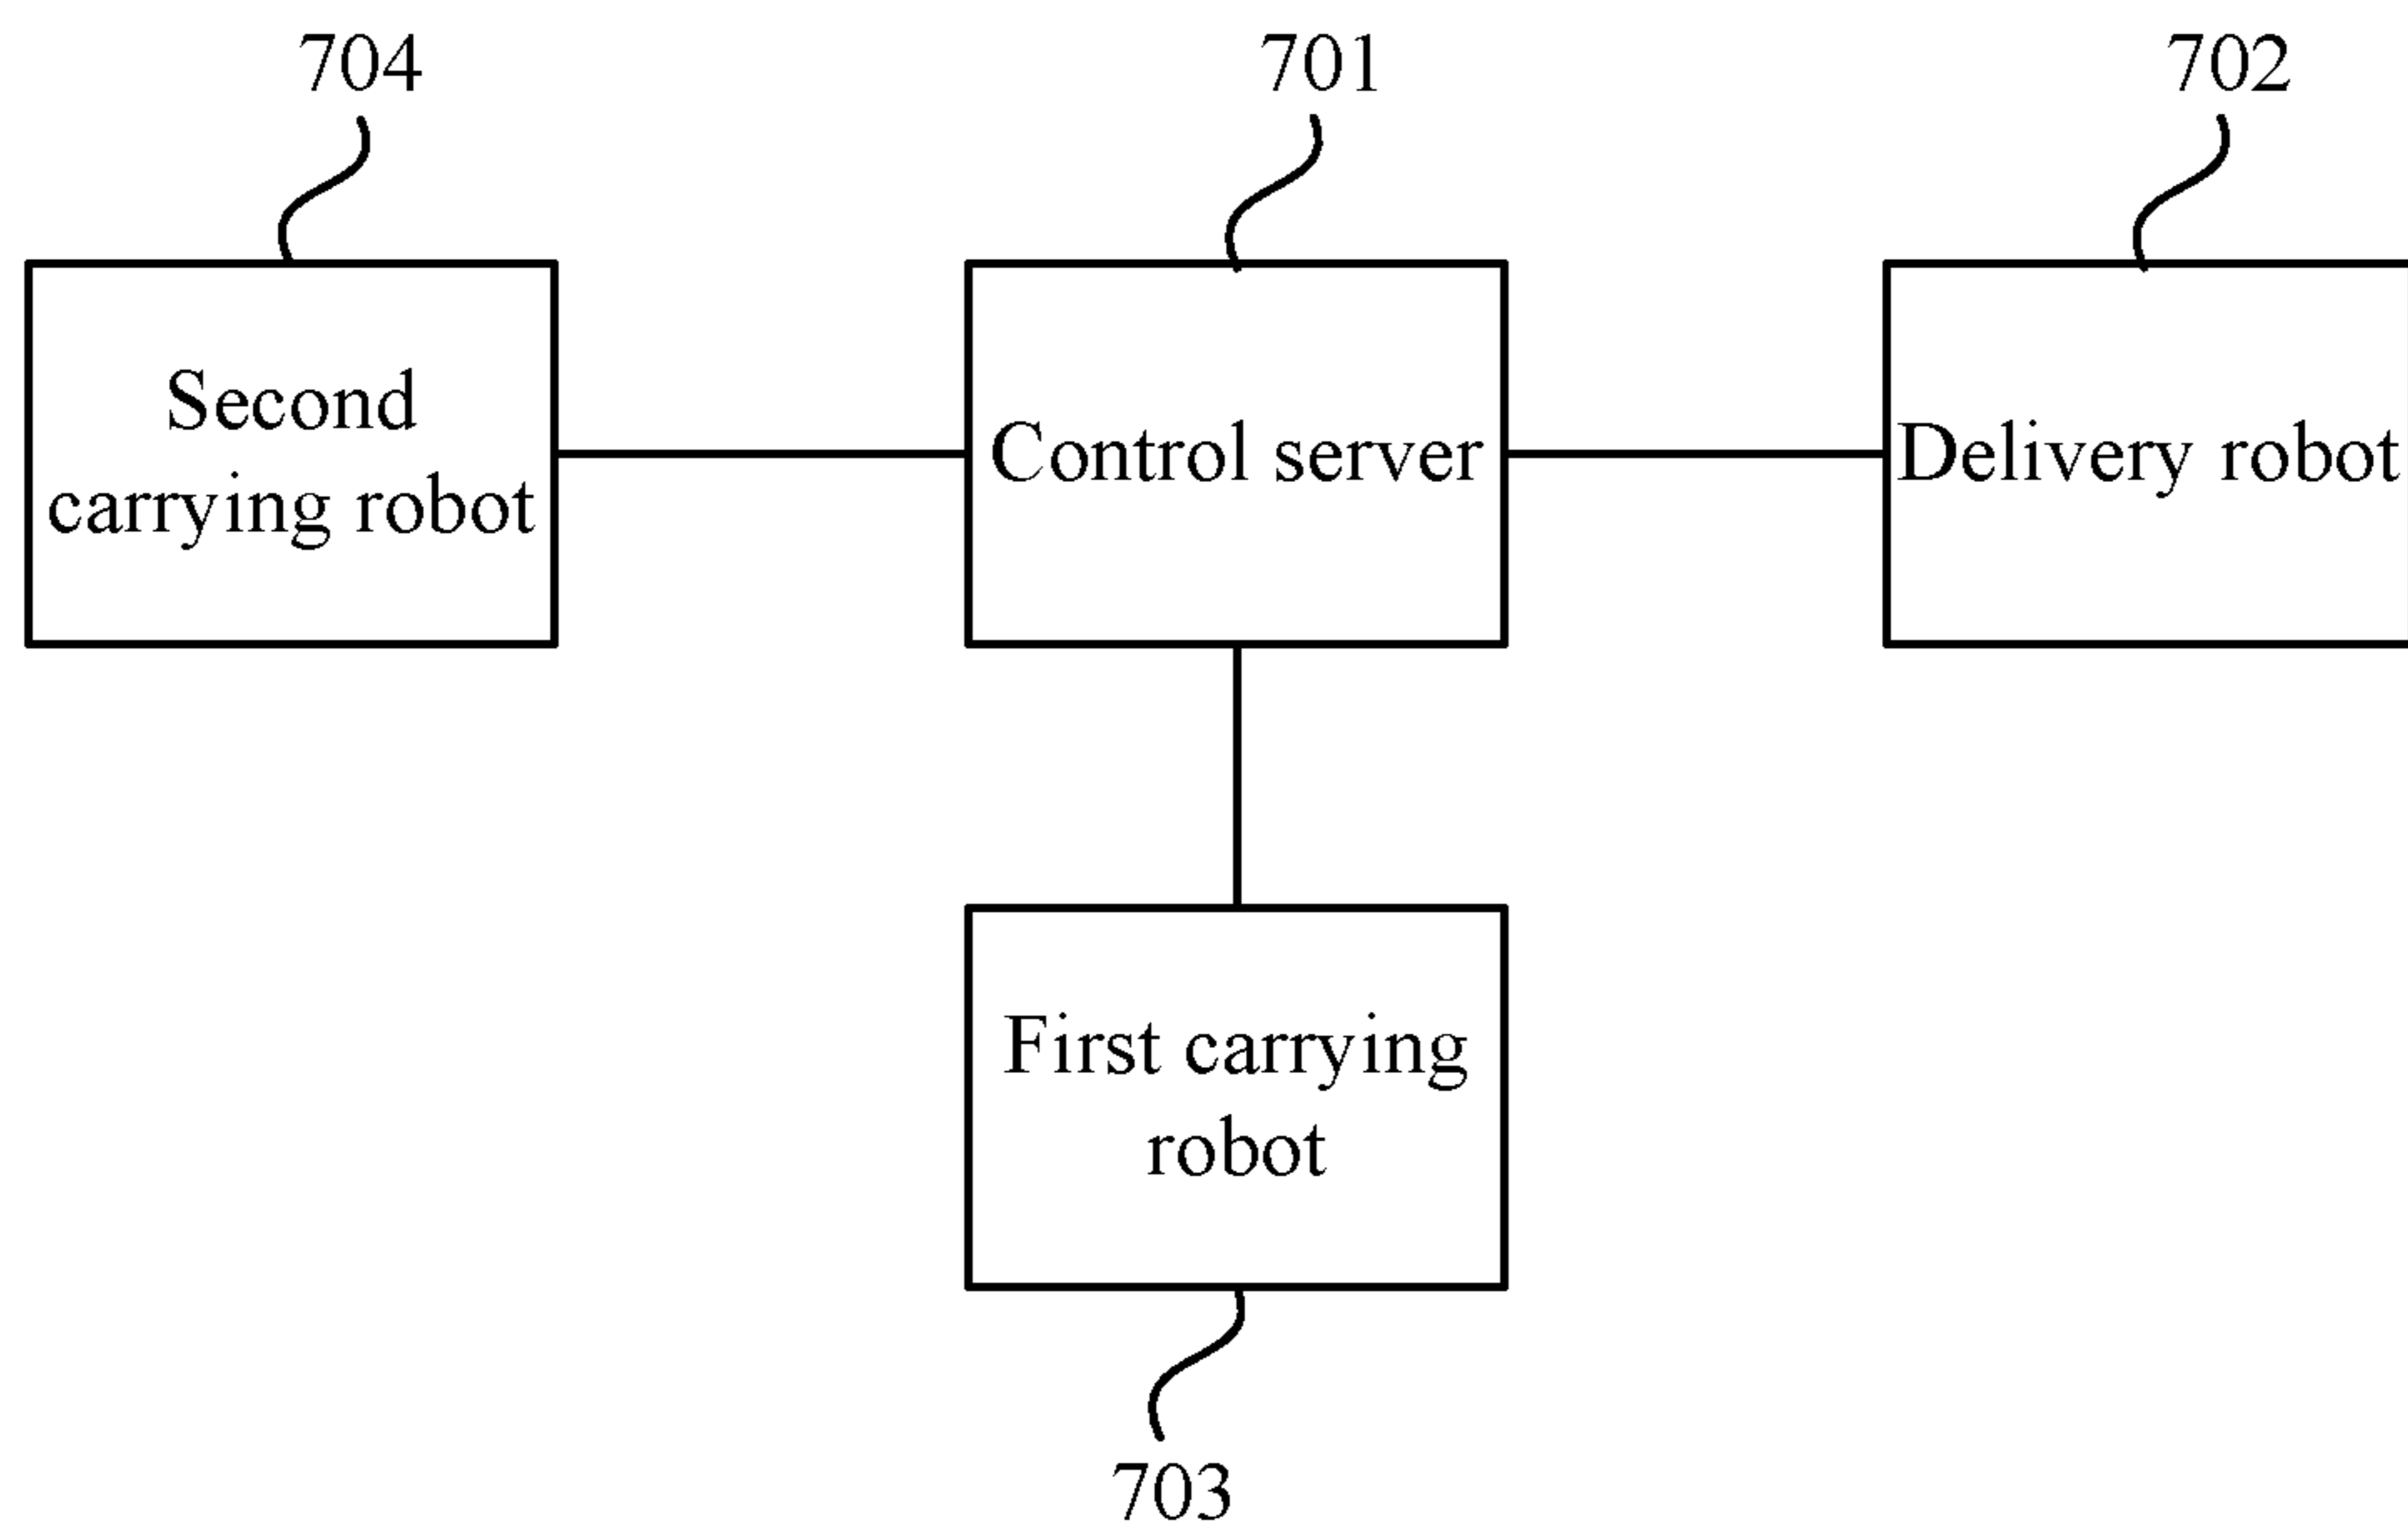 704
701
702
Second
carrying robot
Control server
Delivery robot
First carrying
robot
703